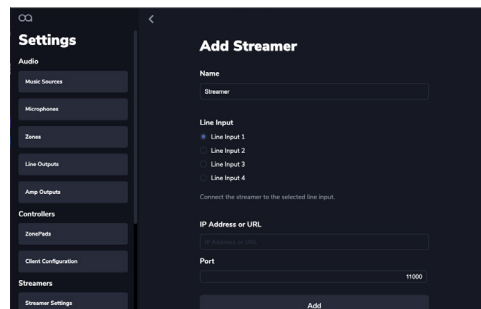 Settings
Audio
Music Sources
Microphones
Zones
Line Outputs
Amp Outputs
Controllers
ZonePads
Client Configuration
Streamers
Streamer Settings
Add Streamer
Name
Streamer
Line Input
Line Input 1
Line Input 2
Line Input 3
Line Input 4
Connect the streamer to the selected line input.
IP Address or URL
IP Address or URL
Port
11000
Add